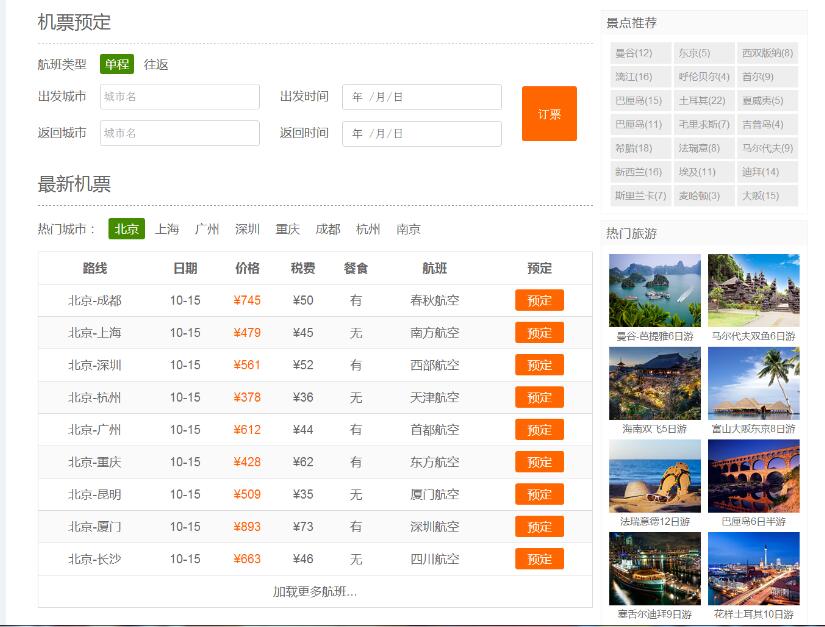 机票预定
航班类型 单程 往返
出发城市 城市名 出发时间 年 /月/日
返回城市 城市名 返回时间 年 /月/日
订票
最新机票
热门城市： 北京 上海 广州 深圳 重庆 成都 杭州 南京
路线 日期 价格 税费 餐食 航班 预定
北京-成都 10-15 ¥745 ¥50 有 春秋航空 预定
北京-上海 10-15 ¥479 ¥45 无 南方航空 预定
北京-深圳 10-15 ¥561 ¥52 有 西部航空 预定
北京-杭州 10-15 ¥378 ¥36 无 天津航空 预定
北京-广州 10-15 ¥612 ¥44 有 首都航空 预定
北京-重庆 10-15 ¥428 ¥62 有 东方航空 预定
北京-昆明 10-15 ¥509 ¥35 无 厦门航空 预定
北京-厦门 10-15 ¥893 ¥73 有 深圳航空 预定
北京-长沙 10-15 ¥663 ¥46 无 四川航空 预定
加载更多航班...
景点推荐
曼谷(12) 东京(5) 西双版纳(8)
漓江(16) 呼伦贝尔(4) 首尔(9)
巴厘岛(15) 土耳其(22) 夏威夷(5)
巴厘岛(11) 毛里求斯(7) 吉普岛(4)
希腊(18) 法瑞意(8) 马尔代夫(9)
新西兰(16) 埃及(11) 迪拜(14)
斯里兰卡(7) 麦哈顿(3) 大阪(15)
热门旅游
曼谷-芭提雅6日游 马尔代夫双鱼6日游
海南双飞5日游 富山大阪东京8日游
法瑞意德12日游 巴厘岛6日半游
塞舌尔迪拜9日游 花样土耳其10日游